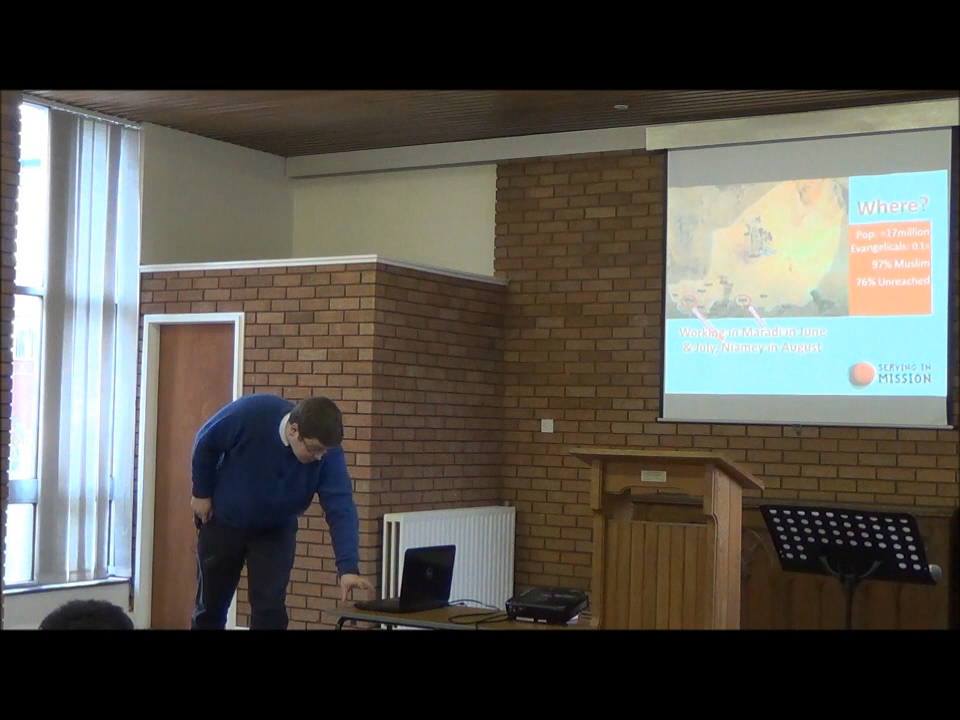 Where?
Pop: ~17million
Evangelicals: 0.1%
97% Muslim
76% Unreached
Working in Maradi in June
& July, Niamey in August
SERVING IN
MISSION